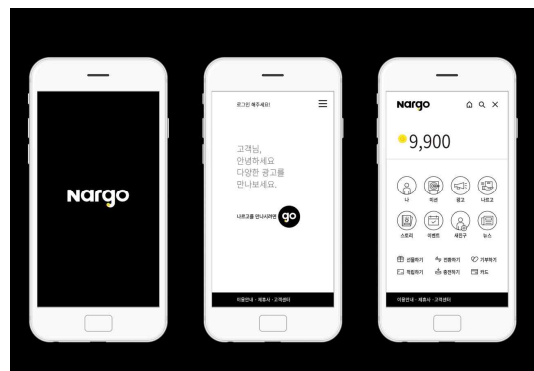 Nargo
로그인 해주세요!
고객님,
안녕하세요
다양한 광고를
만나보세요.
나르고를 만나시려면 go
이용안내 · 제휴사 · 고객센터
Nargo
9,900
나 미션 광고 나르고
스토리 이벤트 새친구 뉴스
선물하기 전환하기 기부하기
적립하기 충전하기 카드
이용안내 · 제휴사 · 고객센터